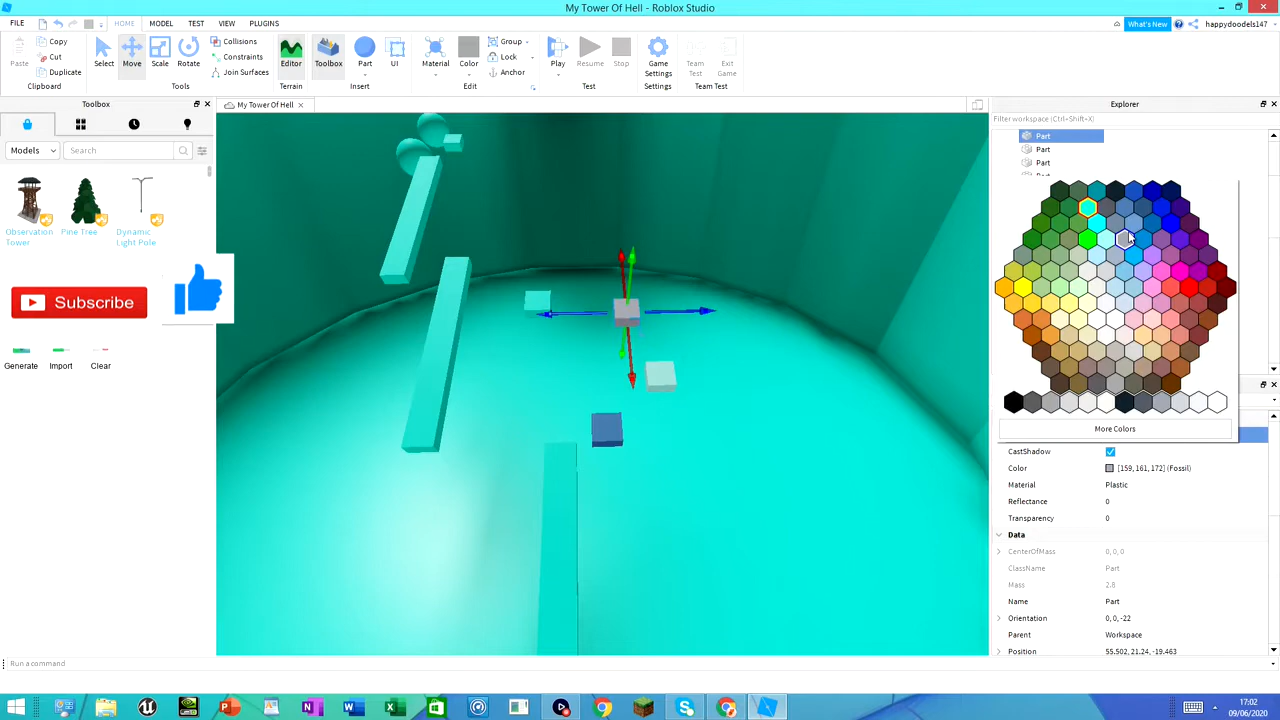 My Tower Of Hell - Roblox Studio
FILE HOME MODEL TEST VIEW PLUGINS
What's New happydoodels147
Paste Copy Cut Duplicate Clipboard
Select Move Scale Rotate Collisions Constraints Join Surfaces Tools
Editor Terrain
Toolbox Part UI Insert
Material Color Group Lock Anchor Edit
Play Resume Stop Test
Game Settings Settings
Team Test Exit Game Team Test
Toolbox
My Tower Of Hell
Explorer
Filter workspace (Ctrl+Shift+X)
Models Search
Observation Tower
Pine Tree
Dynamic Light Pole
Subscribe
Generate Import Clear
Part
Part
Part
More Colors
CastShadow
Color [159, 161, 172] (Fossil)
Material Plastic
Reflectance 0
Transparency 0
Data
CenterOfMass 0, 0, 0
ClassName Part
Mass 2.8
Name Part
Orientation 0, 0, -22
Parent Workspace
Position 55.502, 21.24, -19.463
Run a command
17:02
09/06/2020